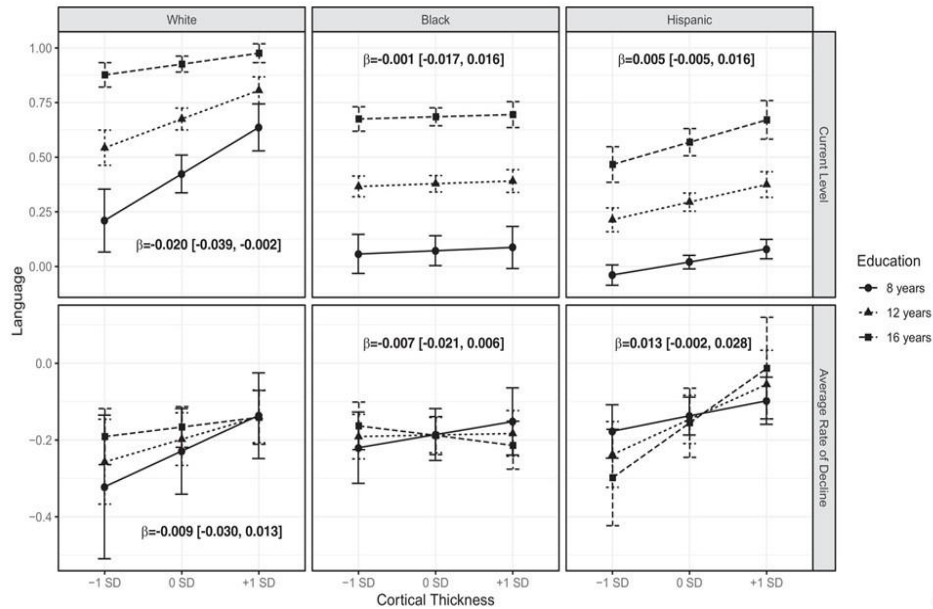 White
Black
Hispanic
Language
1.00
0.75
0.50
0.25
0.00
β=-0.020 [-0.039, -0.002]
β=-0.001 [-0.017, 0.016]
β=0.005 [-0.005, 0.016]
Current Level
0.0
−0.2
−0.4
β=-0.009 [-0.030, 0.013]
β=-0.007 [-0.021, 0.006]
β=0.013 [-0.002, 0.028]
Average Rate of Decline
−1 SD 0 SD +1 SD
−1 SD 0 SD +1 SD
−1 SD 0 SD +1 SD
Cortical Thickness
Education
8 years
12 years
16 years